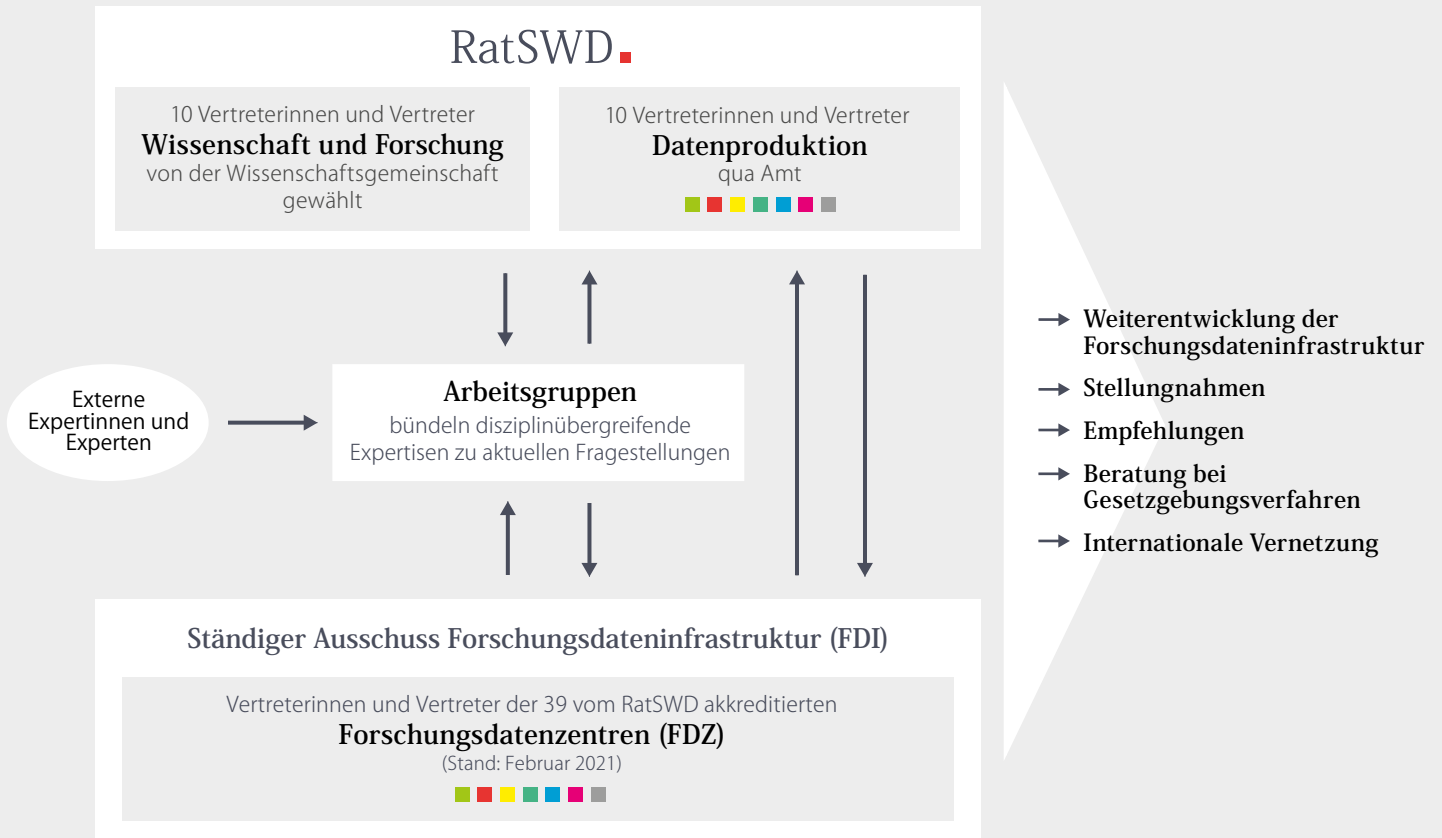 RatSWD
10 Vertreterinnen und Vertreter
Wissenschaft und Forschung
von der Wissenschaftsgemeinschaft
gewählt
10 Vertreterinnen und Vertreter
Datenproduktion
qua Amt
Externe
Expertinnen und
Experten
Arbeitsgruppen
bündeln disziplinübergreifende
Expertisen zu aktuellen Fragestellungen
Ständiger Ausschuss Forschungsdateninfrastruktur (FDI)
Vertreterinnen und Vertreter der 39 vom RatSWD akkreditierten
Forschungsdatenzentren (FDZ)
(Stand: Februar 2021)
Weiterentwicklung der
Forschungsdateninfrastruktur
Stellungnahmen
Empfehlungen
Beratung bei
Gesetzgebungsverfahren
Internationale Vernetzung